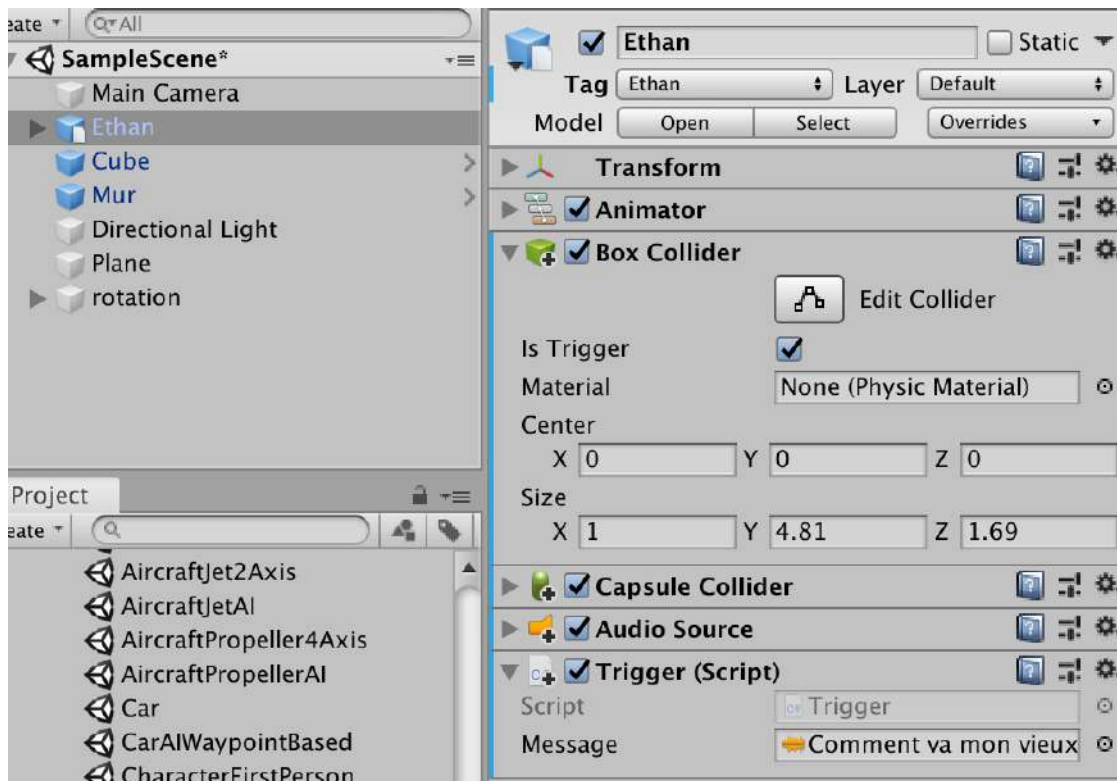 eate
All
SampleScene*
Main Camera
Ethan
Cube
Mur
Directional Light
Plane
rotation
Project
eate
AircraftJet2Axis
AircraftJetAI
AircraftPropeller4Axis
AircraftPropellerAI
Car
CarAIWaypointBased
CharacterFirstPerson
Ethan Static
Tag Ethan Layer Default
Model Open Select Overrides
Transform
Animator
Box Collider
Edit Collider
Is Trigger
Material None (Physic Material)
Center
X 0 Y 0 Z 0
Size
X 1 Y 4.81 Z 1.69
Capsule Collider
Audio Source
Trigger (Script)
Script Trigger
Message Comment va mon vieux